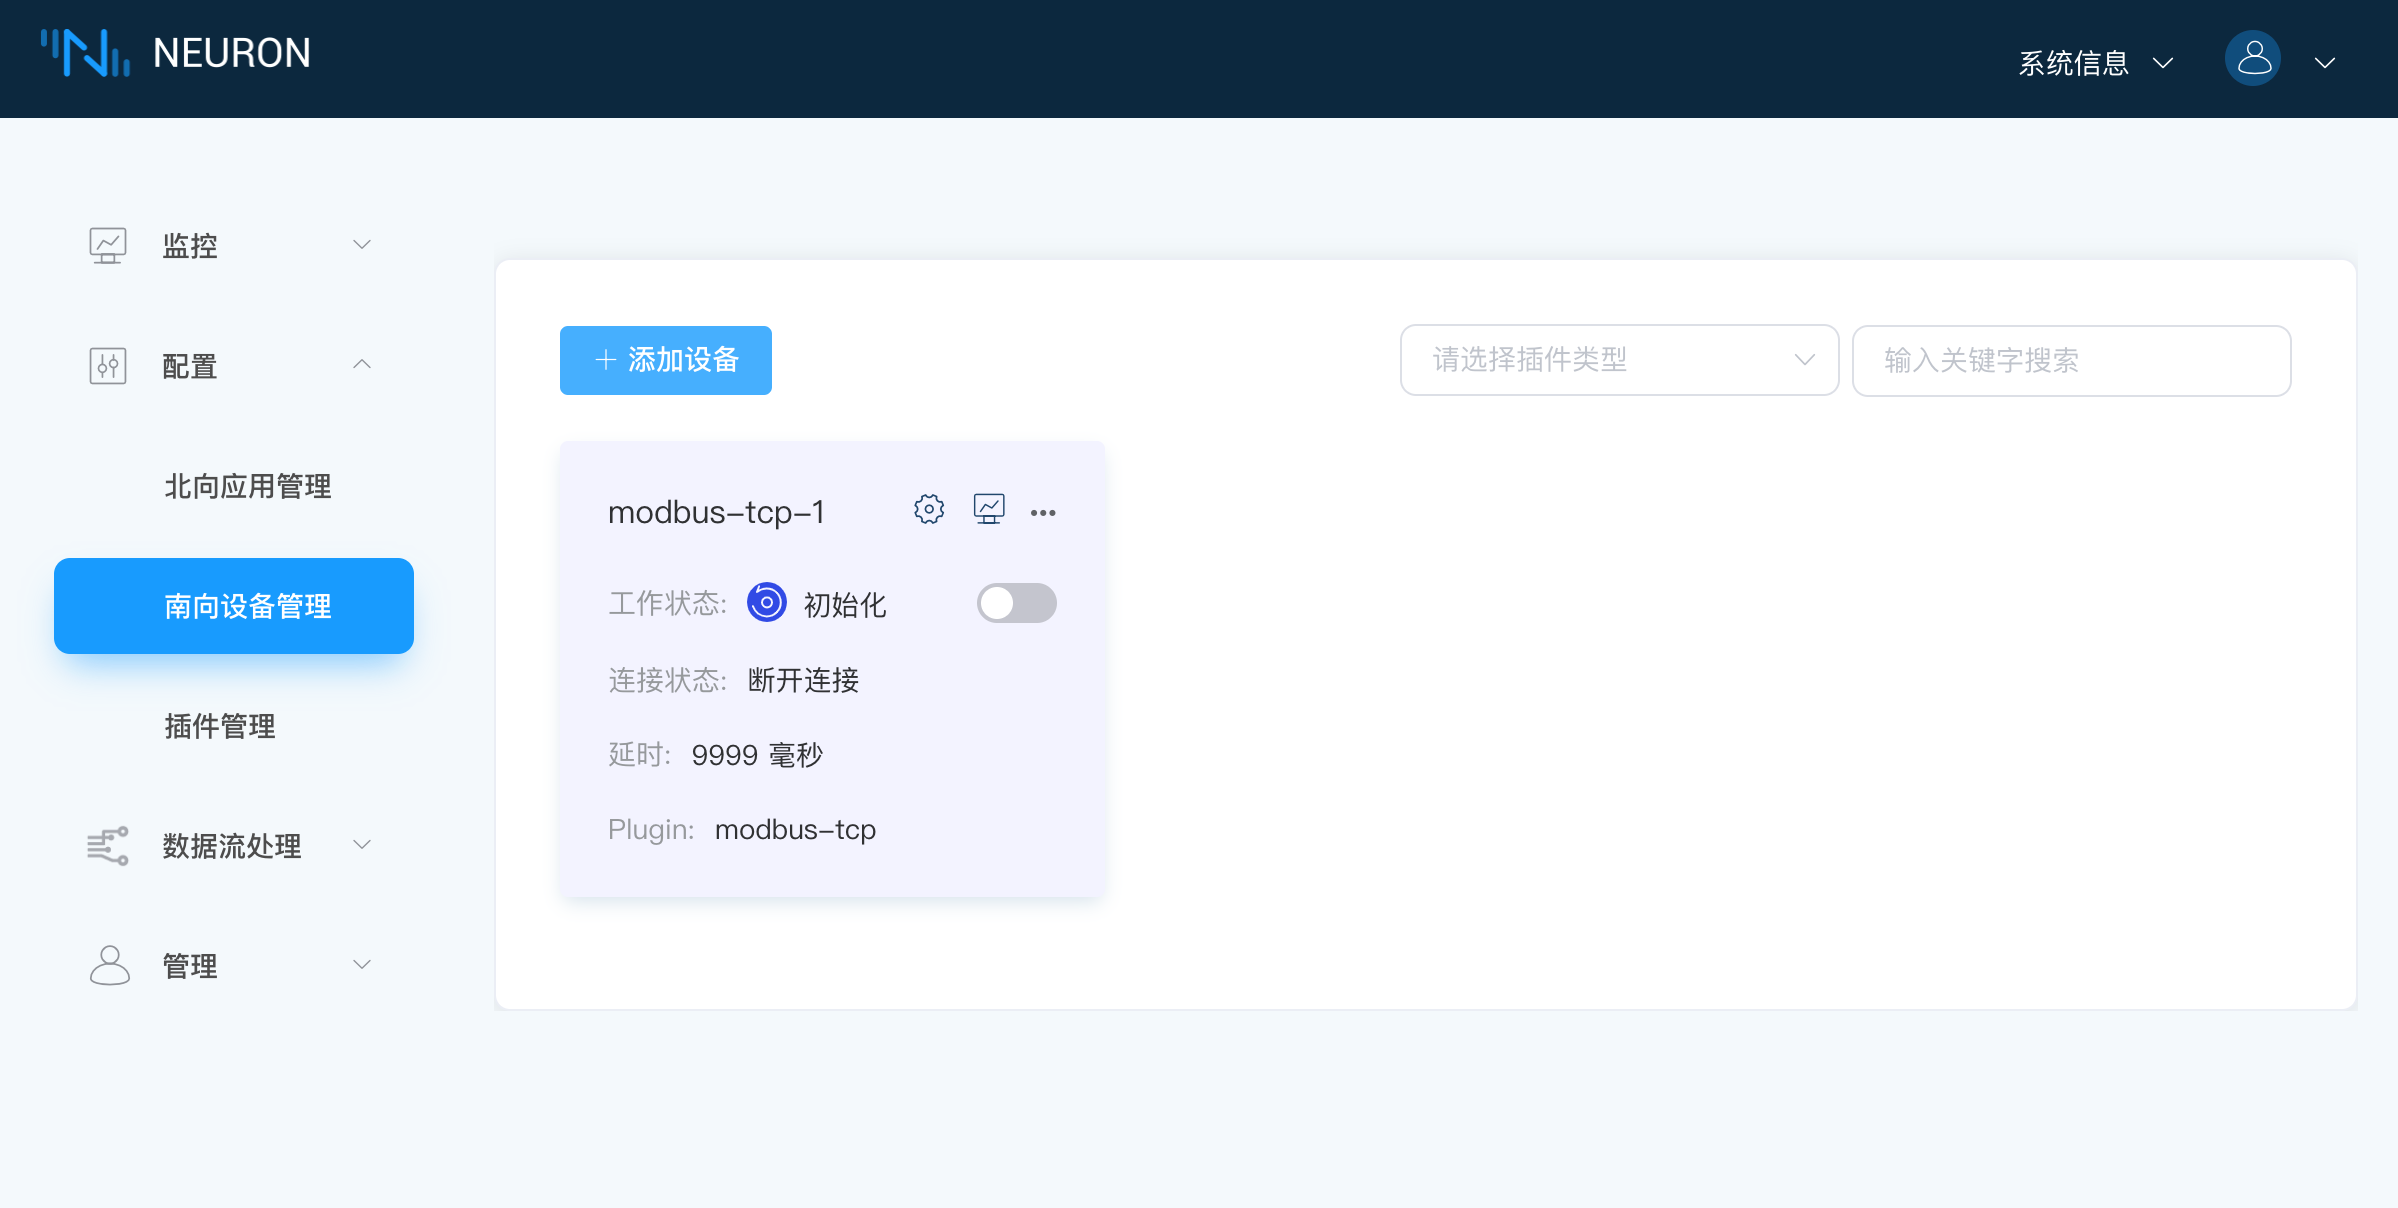 NEURON
系统信息
监控
配置
北向应用管理
南向设备管理
插件管理
数据流处理
管理
添加设备
请选择插件类型
输入关键字搜索
modbus-tcp-1
工作状态: 初始化
连接状态: 断开连接
延时: 9999 毫秒
Plugin: modbus-tcp